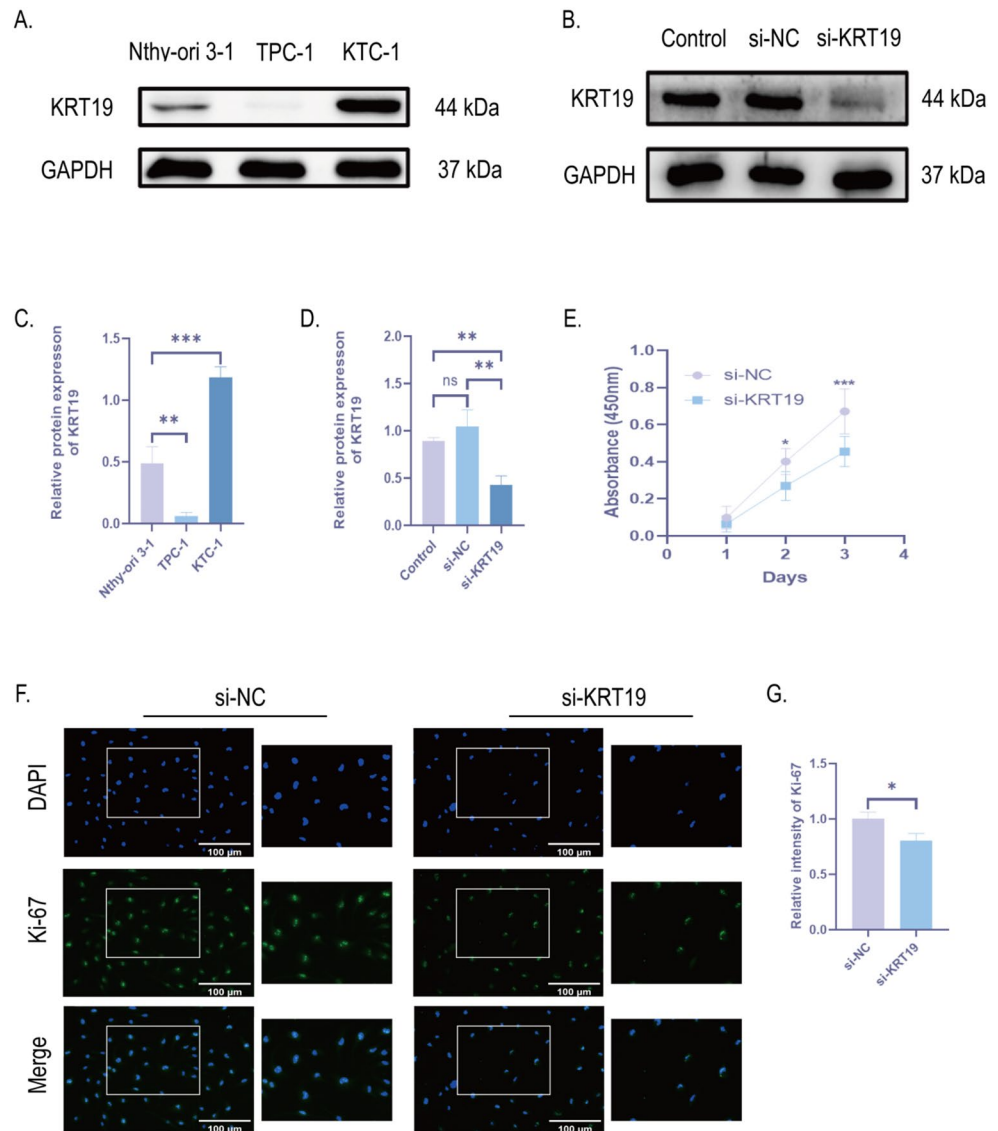 A.
Nthy-ori 3-1 TPC-1 KTC-1
KRT19 44 kDa
GAPDH 37 kDa
B.
Control si-NC si-KRT19
KRT19 44 kDa
GAPDH 37 kDa
C.
Relative protein expresson
of KRT19
1.5
1.0
0.5
0.0
***
**
Nthy-ori 3-1
TPC-1
KTC-1
D.
Relative protein expresson
of KRT19
2.0
1.5
1.0
0.5
0.0
**
ns **
Control
si-NC
si-KRT19
E.
Absorbance (450nm)
1.0
0.8
0.6
0.4
0.2
0.0
si-NC
si-KRT19
*
***
0 1 2 3 4
Days
F.
si-NC si-KRT19
DAPI
100 μm 100 μm
Ki-67
100 μm 100 μm
Merge
100 μm 100 μm
G.
Relative intensity of Ki-67
1.5
1.0
0.5
0.0
*
si-NC
si-KRT19